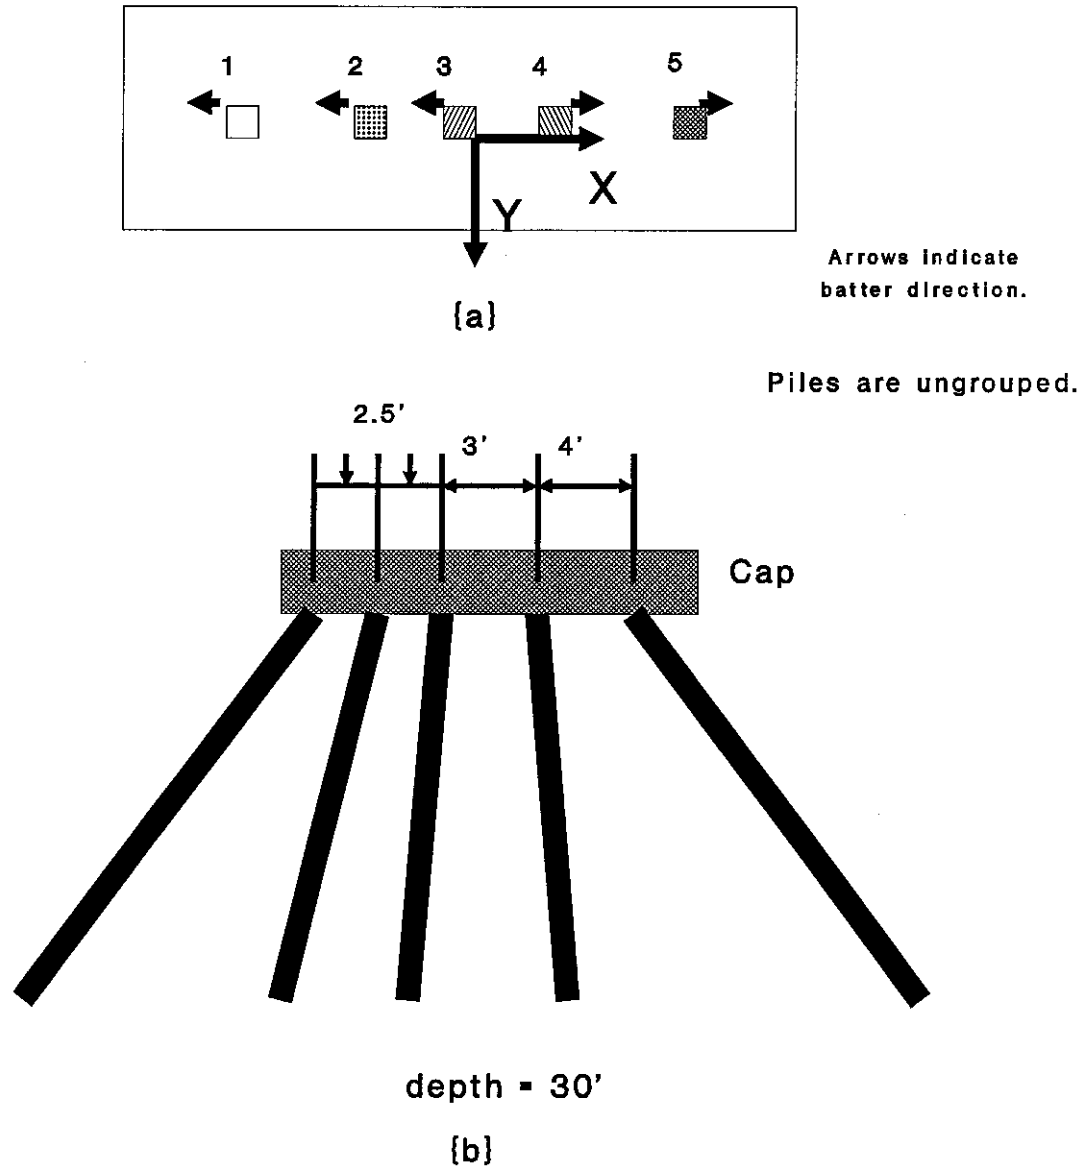 1 2 3 4 5
X
Y
Arrows indicate
batter direction.
{a}
Piles are ungrouped.
2.5' 3' 4'
Cap
depth = 30'
{b}